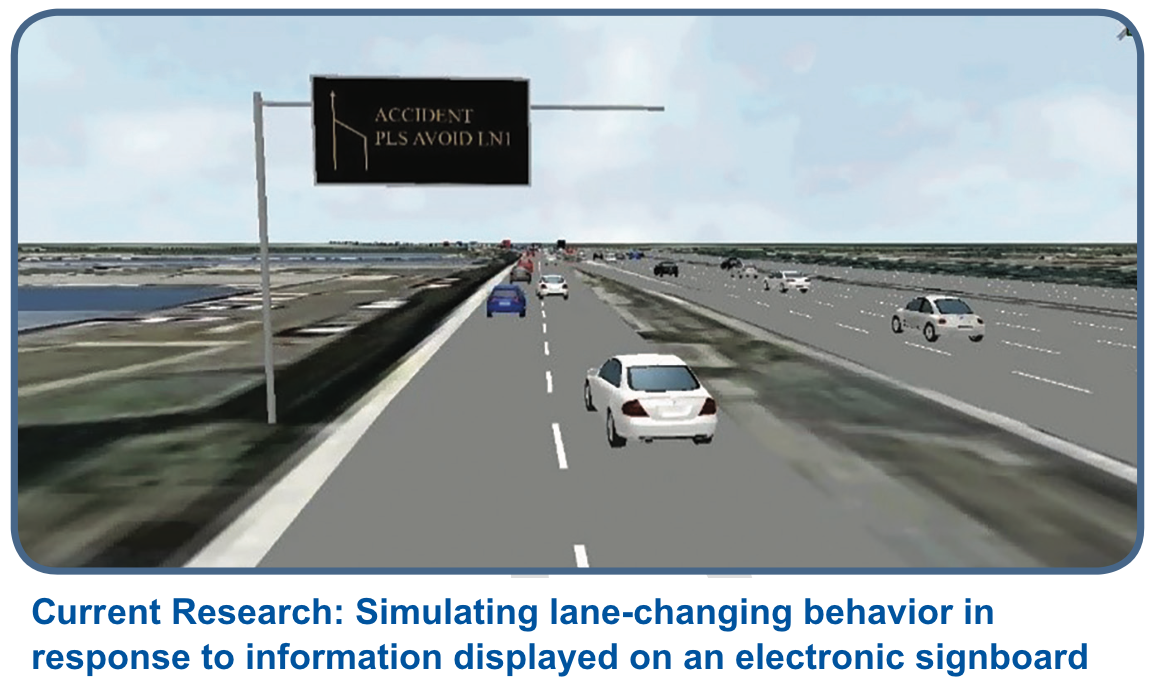 ACCIDENT
PLS AVOID LN1
Current Research: Simulating lane-changing behavior in
response to information displayed on an electronic signboard